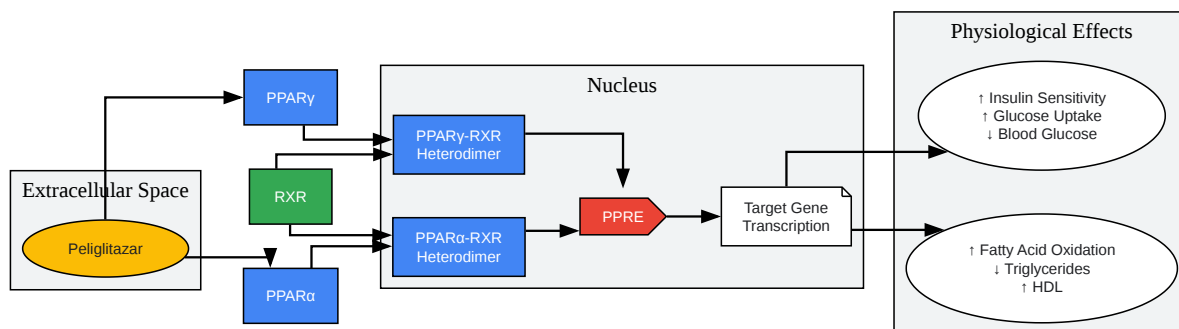 Extracellular Space
Peliglitazar
PPARγ
RXR
PPARα
Nucleus
PPARγ-RXR
Heterodimer
PPARα-RXR
Heterodimer
PPRE
Target Gene
Transcription
Physiological Effects
↑ Insulin Sensitivity
↑ Glucose Uptake
↓ Blood Glucose
↑ Fatty Acid Oxidation
↓ Triglycerides
↑ HDL